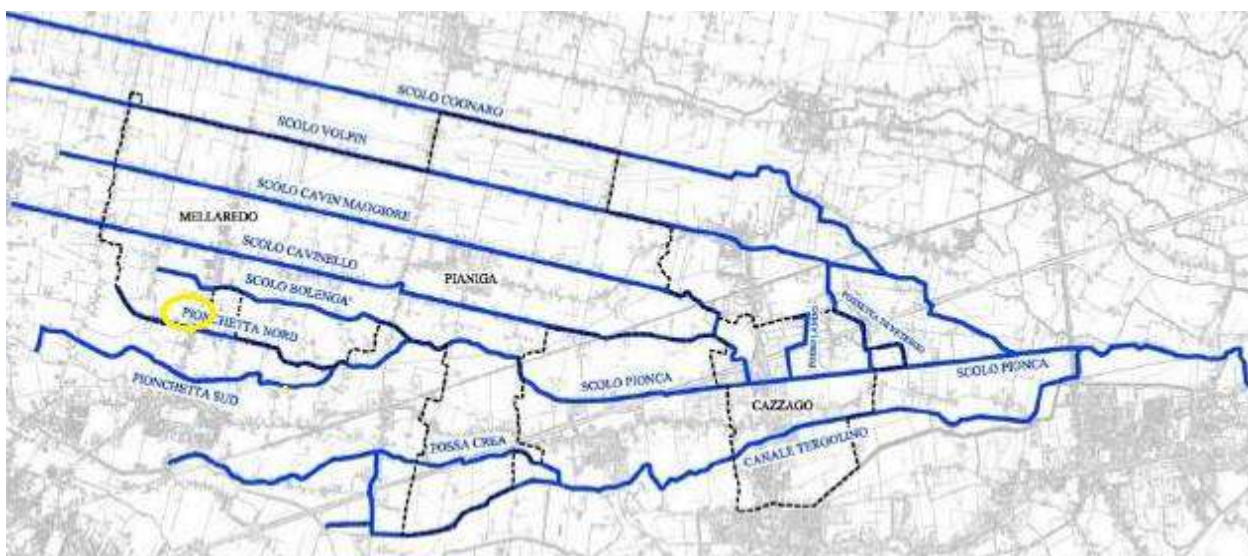 SCOLO COGNARO
SCOLO VOLPIN
SCOLO CAVIN MAGGIORE
MELLAREDO
SCOLO CAVINELLO
PIANIGA
SCOLO BOLENGA'
PIONCHETTA NORD
SCOLO PIONCA
SCOLO PIONCA
PIONCHETTA SUD
CAZZAGO
FOSSA CREA
CANALE TERGOLINO